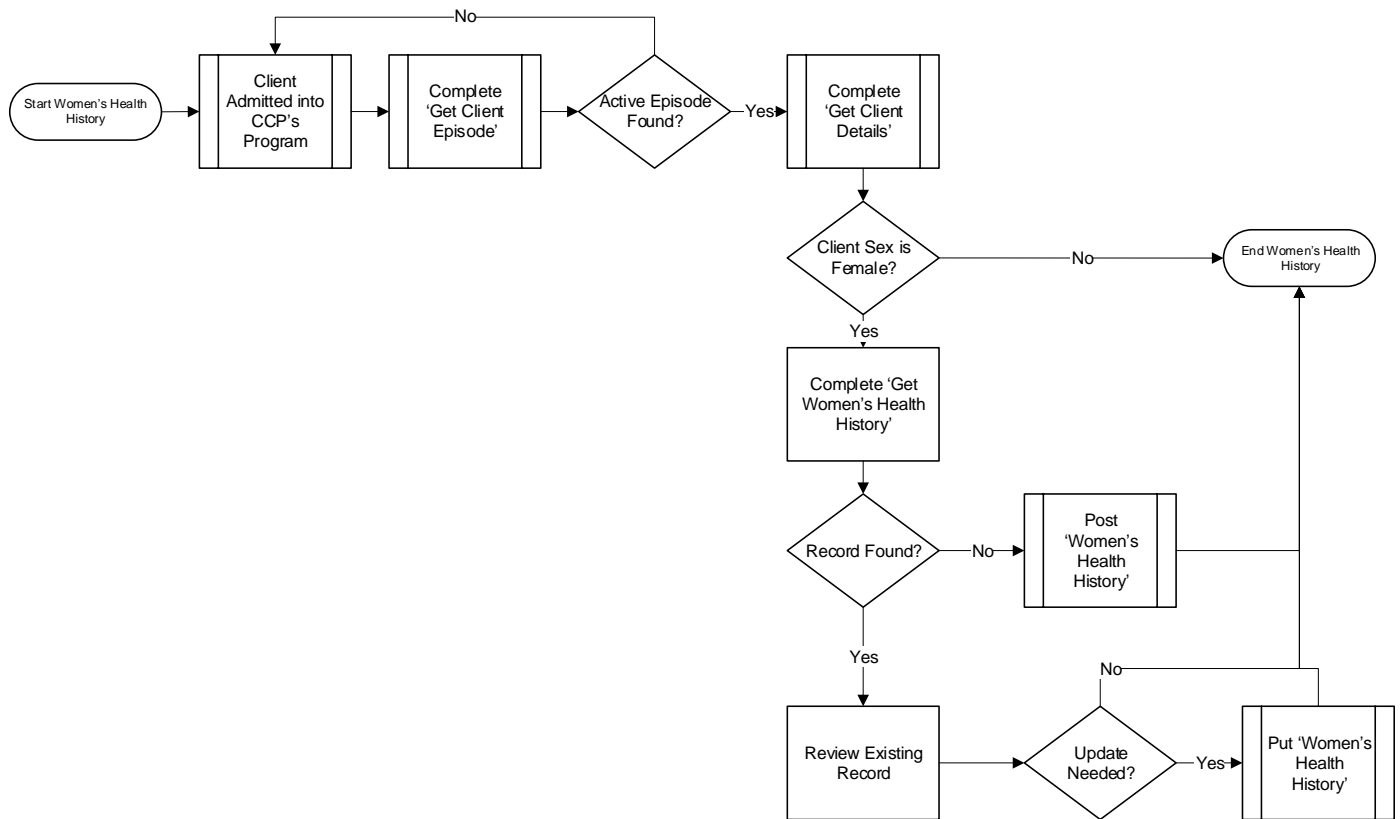 No
Start Women's Health
History
Client
Admitted into
CCP's
Program
Complete
‘Get Client
Episode’
Active Episode
Found?
Yes
Complete
‘Get Client
Details’
Client Sex is
Female?
No
End Women's Health
History
Yes
Complete ‘Get
Women's Health
History’
Record Found?
No
Post
‘Women's
Health
History’
Yes
No
Review Existing
Record
Update
Needed?
Yes
Put ‘Women's
Health
History’